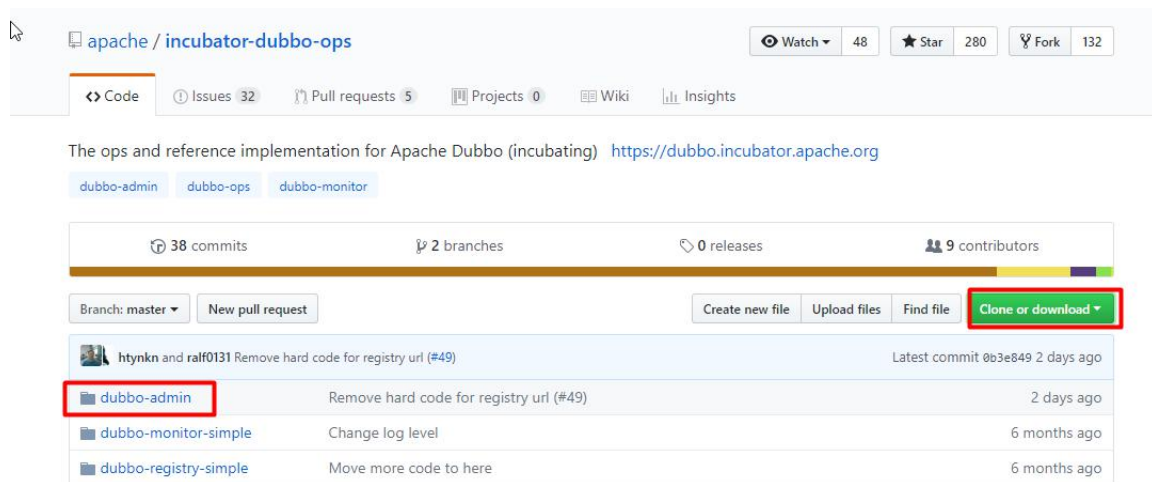 apache / incubator-dubbo-ops Watch 48 Star 280 Fork 132
Code Issues 32 Pull requests 5 Projects 0 Wiki Insights
The ops and reference implementation for Apache Dubbo (incubating) https://dubbo.incubator.apache.org
dubbo-admin dubbo-ops dubbo-monitor
38 commits 2 branches 0 releases 9 contributors
Branch: master New pull request Create new file Upload files Find file Clone or download
htynkn and ralf0131 Remove hard code for registry url (#49) Latest commit 0b3e849 2 days ago
dubbo-admin Remove hard code for registry url (#49) 2 days ago
dubbo-monitor-simple Change log level 6 months ago
dubbo-registry-simple Move more code to here 6 months ago